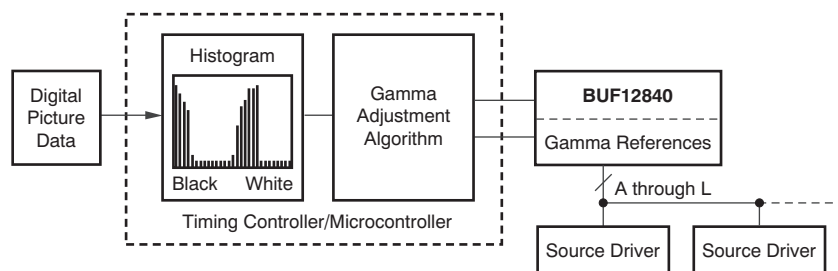 Digital
Picture
Data
Histogram
Black White
Gamma
Adjustment
Algorithm
Timing Controller/Microcontroller
BUF12840
Gamma References
A through L
Source Driver
Source Driver